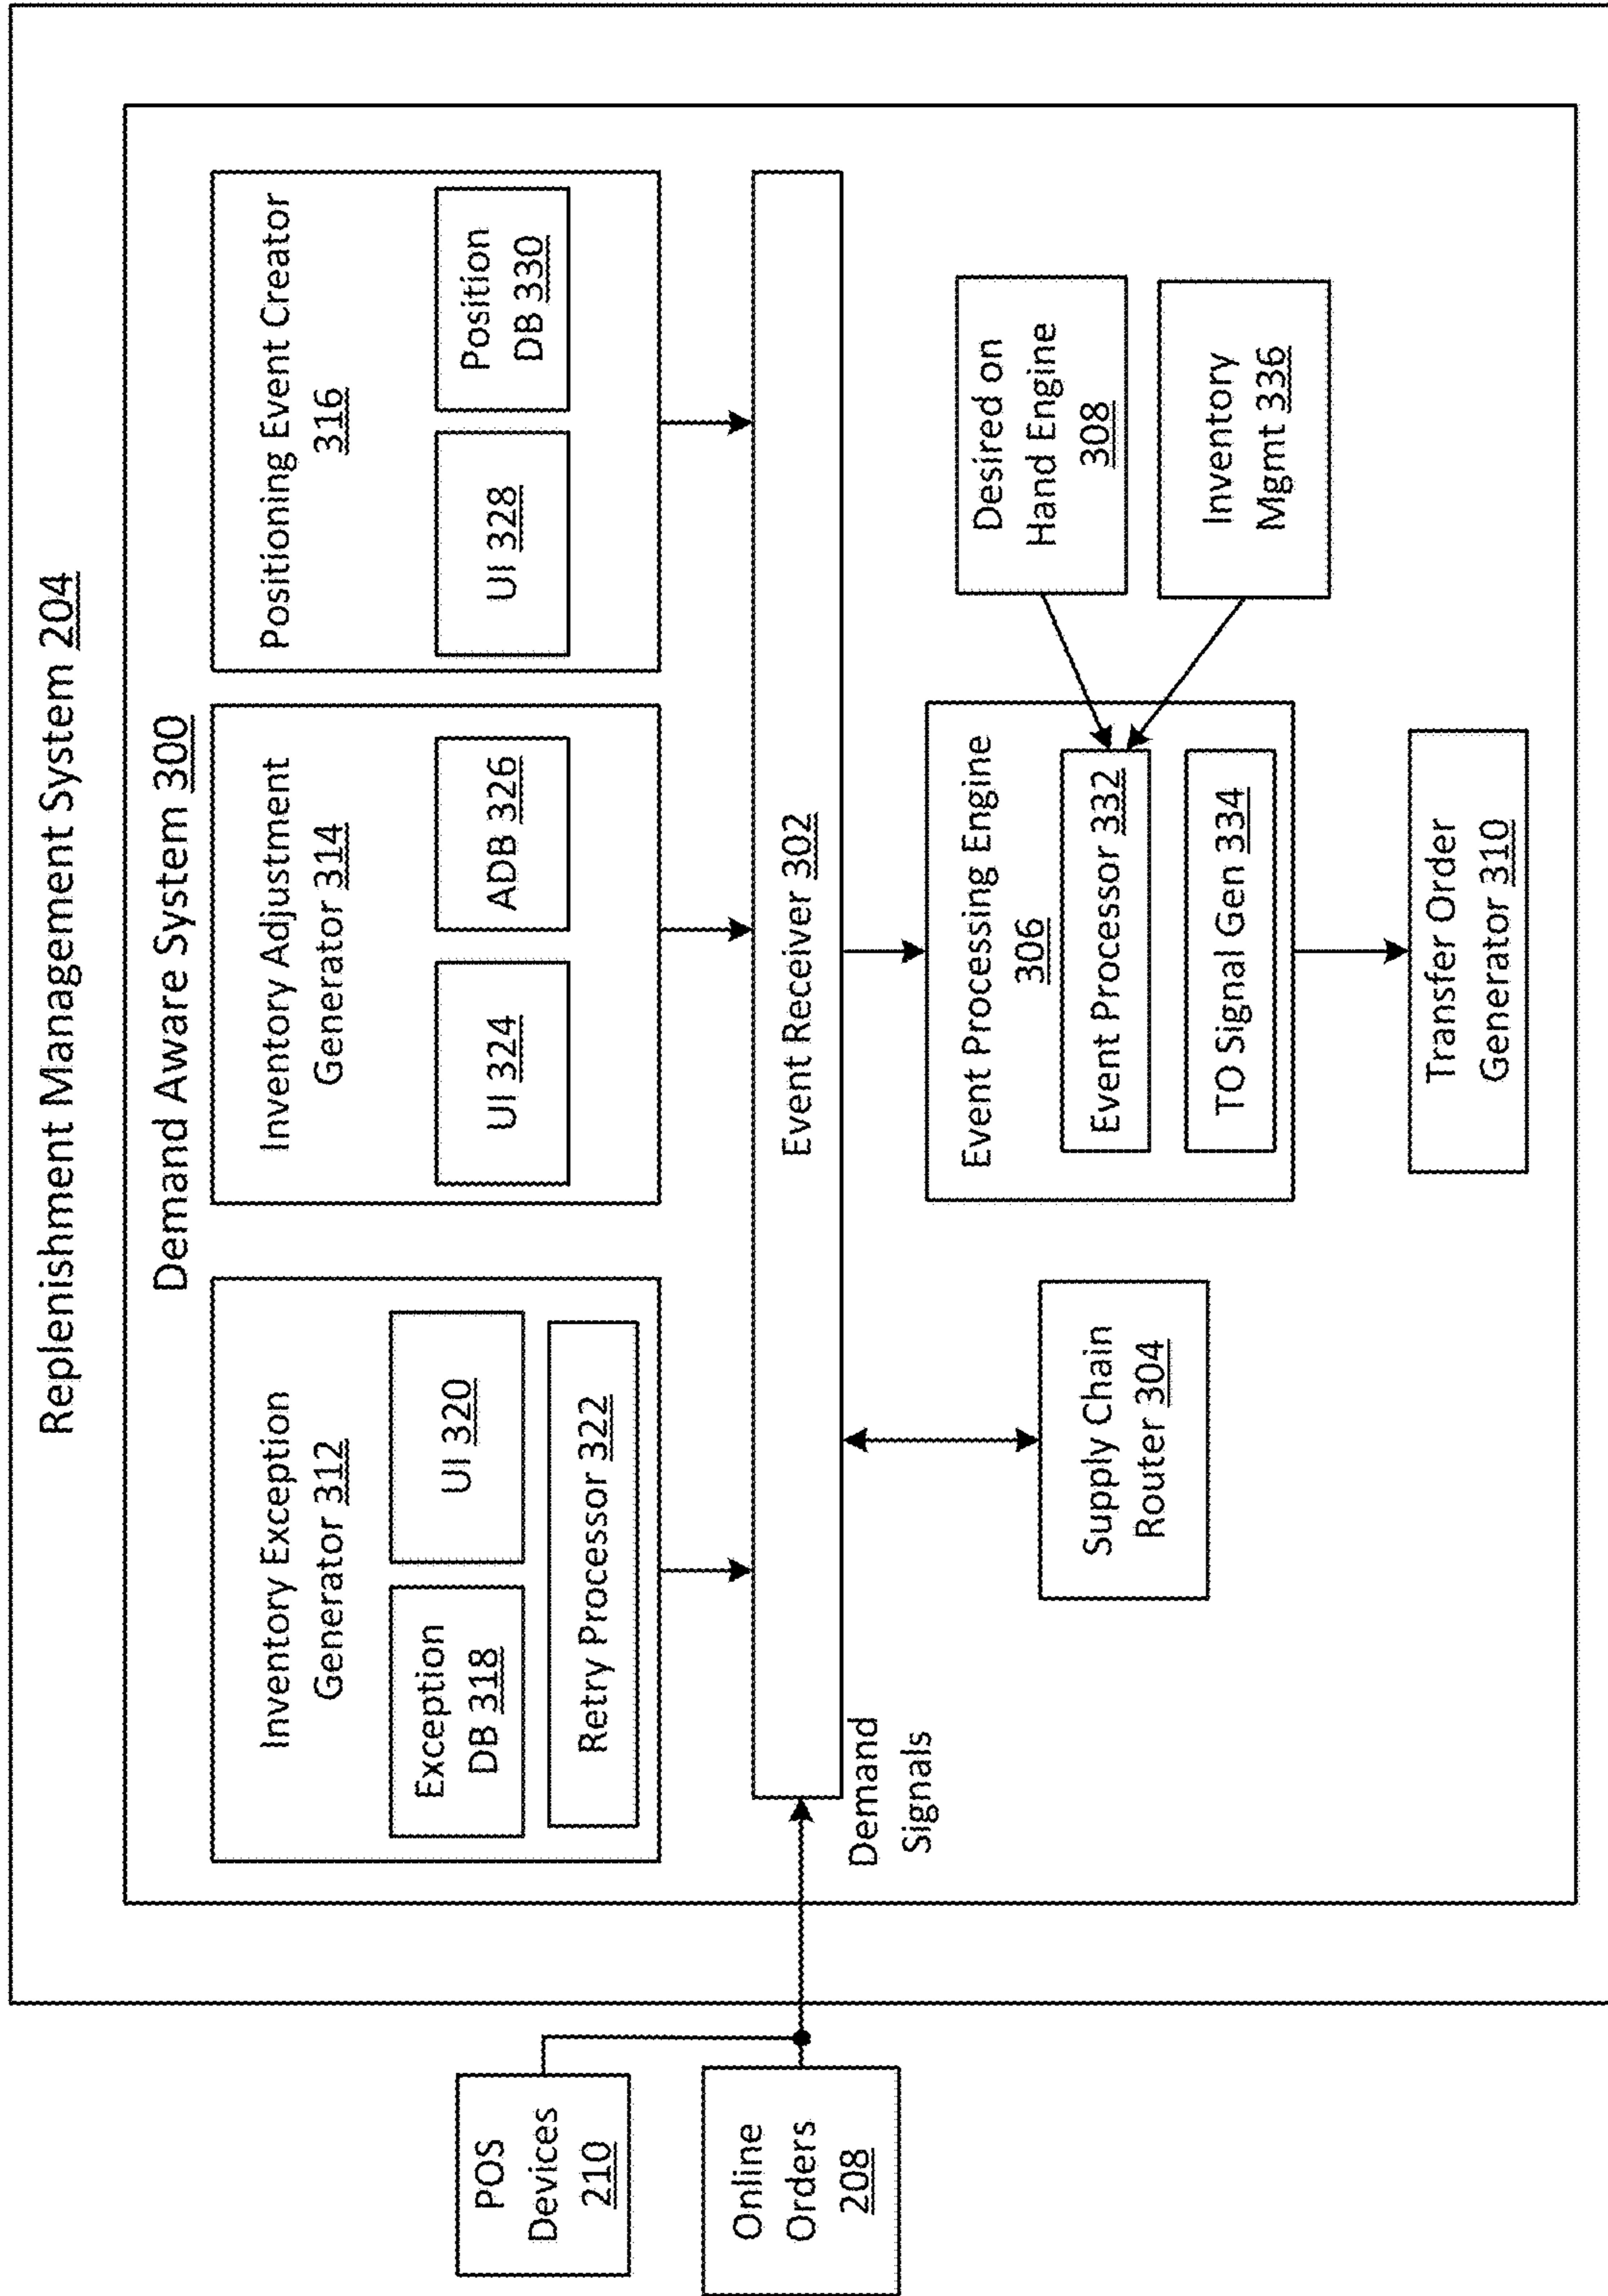 Replenishment Management System 204
Demand Aware System 300
Inventory Exception
Generator 312
Exception
DB 318
UI 320
Retry Processor 322
Inventory Adjustment
Generator 314
UI 324
ADB 326
Positioning Event Creator
316
UI 328
Position
DB 330
POS
Devices
210
Online
Orders
208
Event Receiver 302
Demand
Signals
Supply Chain
Router 304
Event Processing Engine
306
Event Processor 332
TO Signal Gen 334
Desired on
Hand Engine
308
Inventory
Mgmt 336
Transfer Order
Generator 310